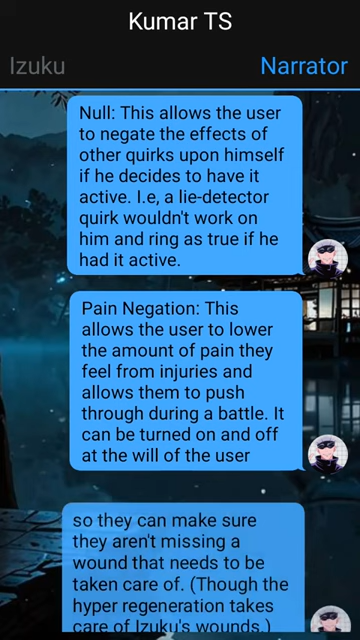 Kumar TS
Izuku
Narrator
Null: This allows the user
to negate the effects of
other quirks upon himself
if he decides to have it
active. I.e, a lie-detector
quirk wouldn't work on
him and ring as true if he
had it active.
Pain Negation: This
allows the user to lower
the amount of pain they
feel from injuries and
allows them to push
through during a battle. It
can be turned on and off
at the will of the user
so they can make sure
they aren't missing a
wound that needs to be
taken care of. (Though the
hyper regeneration takes
care of Izuku's wounds.)